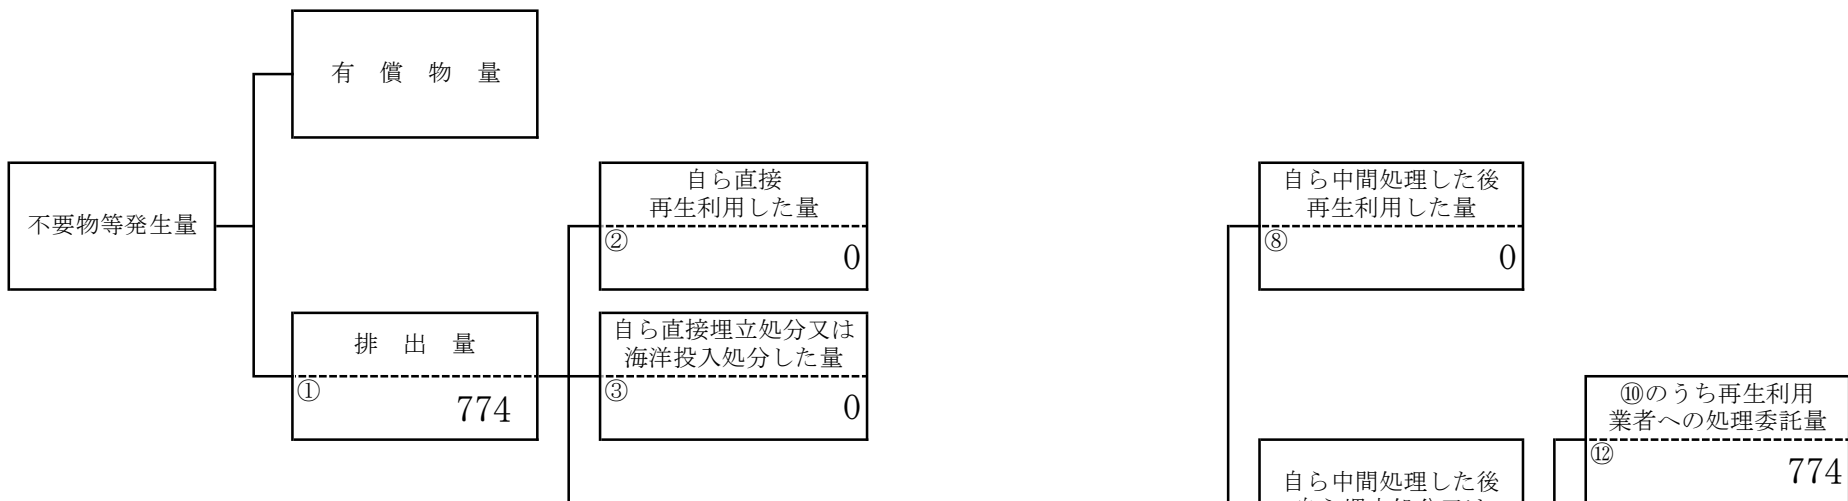 有 償 物 量
不要物等発生量
自ら直接
再生利用した量
②
0
自ら中間処理した後
再生利用した量
⑧
0
排 出 量
①
774
自ら直接埋立処分又は
海洋投入処分した量
③
0
⑩のうち再生利用
業者への処理委託量
⑫
774
自ら中間処理した後